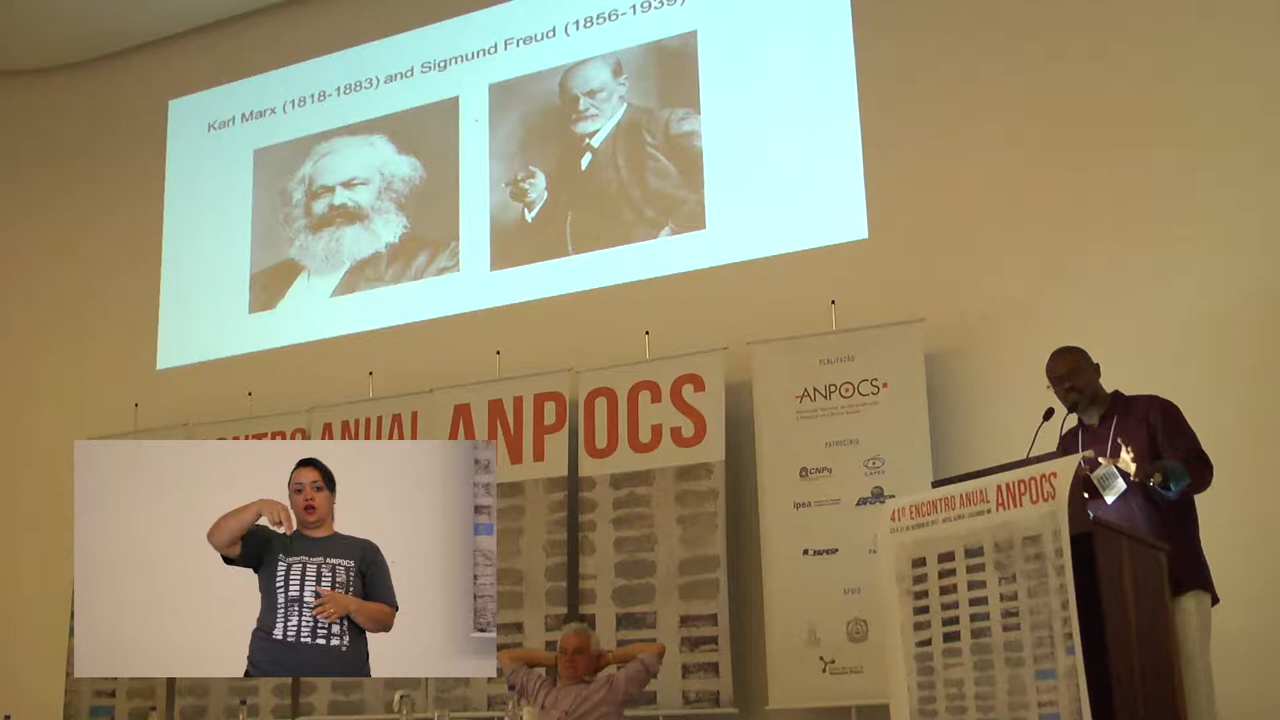 Karl Marx (1818-1883) and Sigmund Freud (1856-1939)
ENCONTRO ANUAL ANPOCS
REALIZAÇÃO
ANPOCS
PATROCÍNIO
CNPq
CAPES
ipea
FAPESP
APOIO
41º ENCONTRO ANUAL ANPOCS
ENCONTRO ANUAL ANPOCS